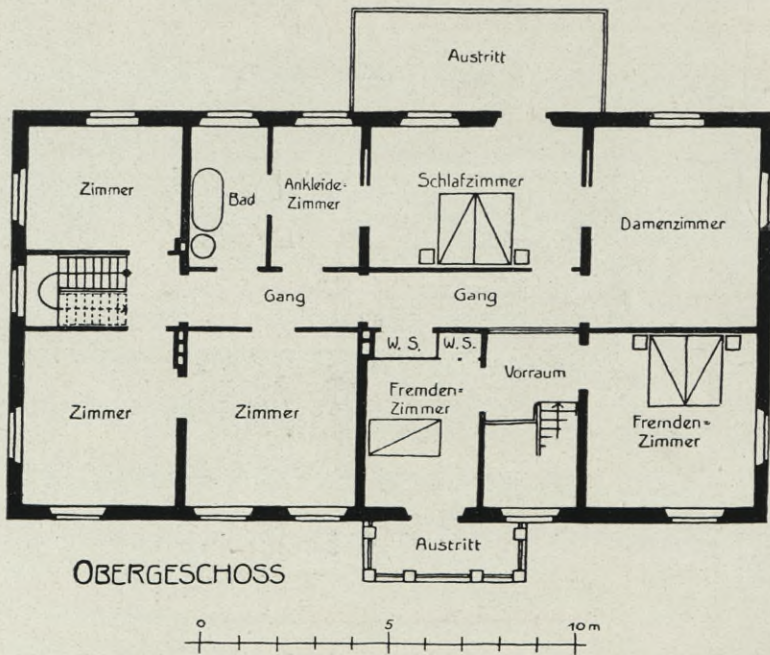 Austritt
Zimmer
Bad
Ankleide-
Zimmer
Schlafzimmer
Damenzimmer
Gang
Gang
W. S.
W. S.
Vorraum
Zimmer
Zimmer
Fremden=
Zimmer
Fremden=
Zimmer
Austritt
OBERGESCHOSS
0 5 10 m